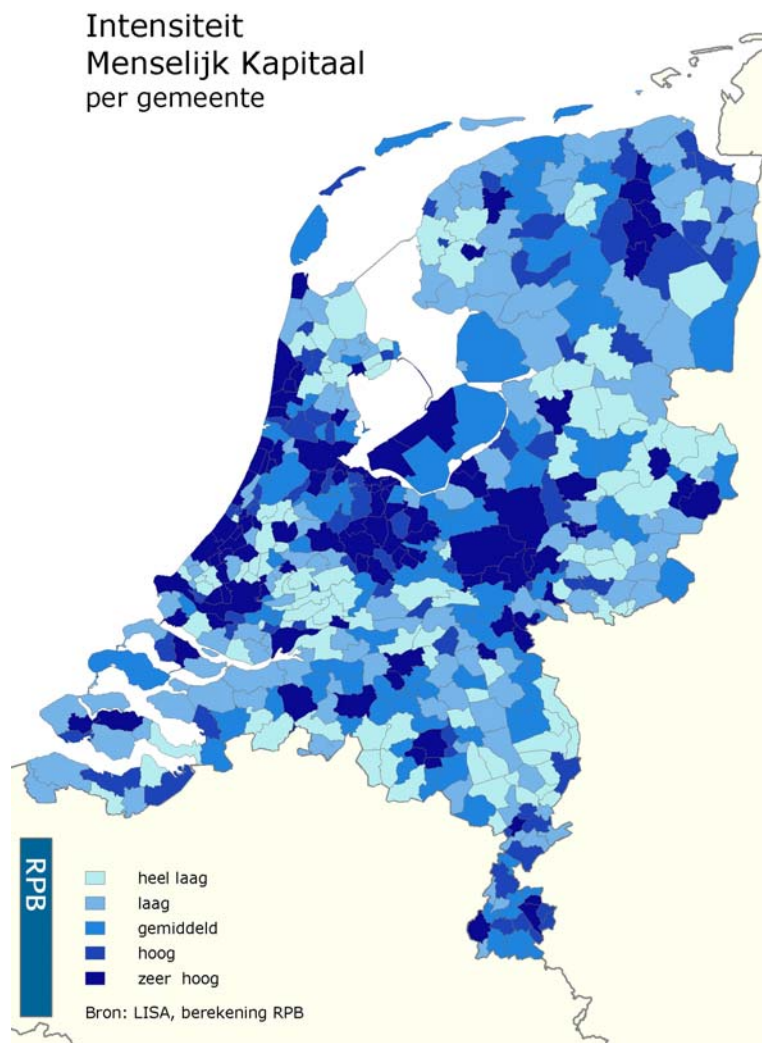 Intensiteit
Menselijk Kapitaal
per gemeente
RPB
heel laag
laag
gemiddeld
hoog
zeer hoog
Bron: LISA, berekening RPB